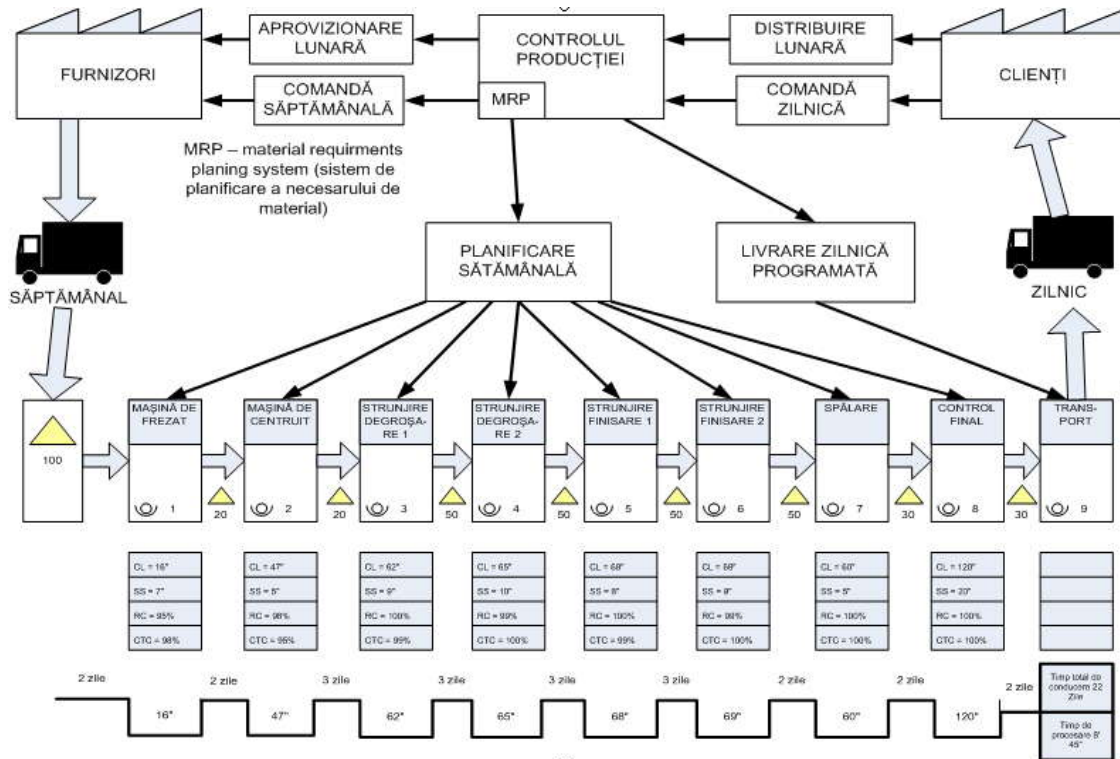 FURNIZORI
APROVIZIONARE
LUNARĂ
CONTROLUL
PRODUCȚIEI
DISTRIBUIRE
LUNARĂ
CLIENȚI
COMANDĂ
SĂPTĂMÂNALĂ
MRP
COMANDĂ
ZILNICĂ
MRP – material requirments
planing system (sistem de
planificare a necesarului de
material)
PLANIFICARE
SĂTĂMÂNALĂ
LIVRARE ZILNICĂ
PROGRAMATĂ
SĂPTĂMÂNAL
ZILNIC
100
MAȘINĂ DE
FREZAT
1
20
MAȘINĂ DE
CENTRUIT
2
20
STRUNJIRE
DEGROȘA-
RE 1
3
50
STRUNJIRE
DEGROȘA-
RE 2
4
50
STRUNJIRE
FINISARE 1
5
50
STRUNJIRE
FINISARE 2
6
50
SPĂLARE
7
30
CONTROL
FINAL
8
30
TRANS-
PORT
9
CL = 16"
SS = 7"
RC = 95%
CTC = 98%
CL = 47"
SS =
RC = 98%
CTC = 95%
CL = 62"
SS = 9"
RC = 100%
CTC = 99%
CL = 65"
SS = 10"
RC = 99%
CTC = 100%
CL = 68"
SS =
RC = 100%
CTC = 99%
CL =
SS = 9"
RC = 99%
CTC = 100%
CL = 60"
SS = 5"
RC = 100%
CTC = 100%
CL = 120"
SS = 20"
RC = 100%
CTC = 100%
2 zile
2 zile
3 zile
3 zile
3 zile
3 zile
2 zile
2 zile
2 zile
16"
47"
62"
65"
68"
69"
60"
120"
Timp total de
conducere 22
Zile
Timp de
procesare 8'
45"